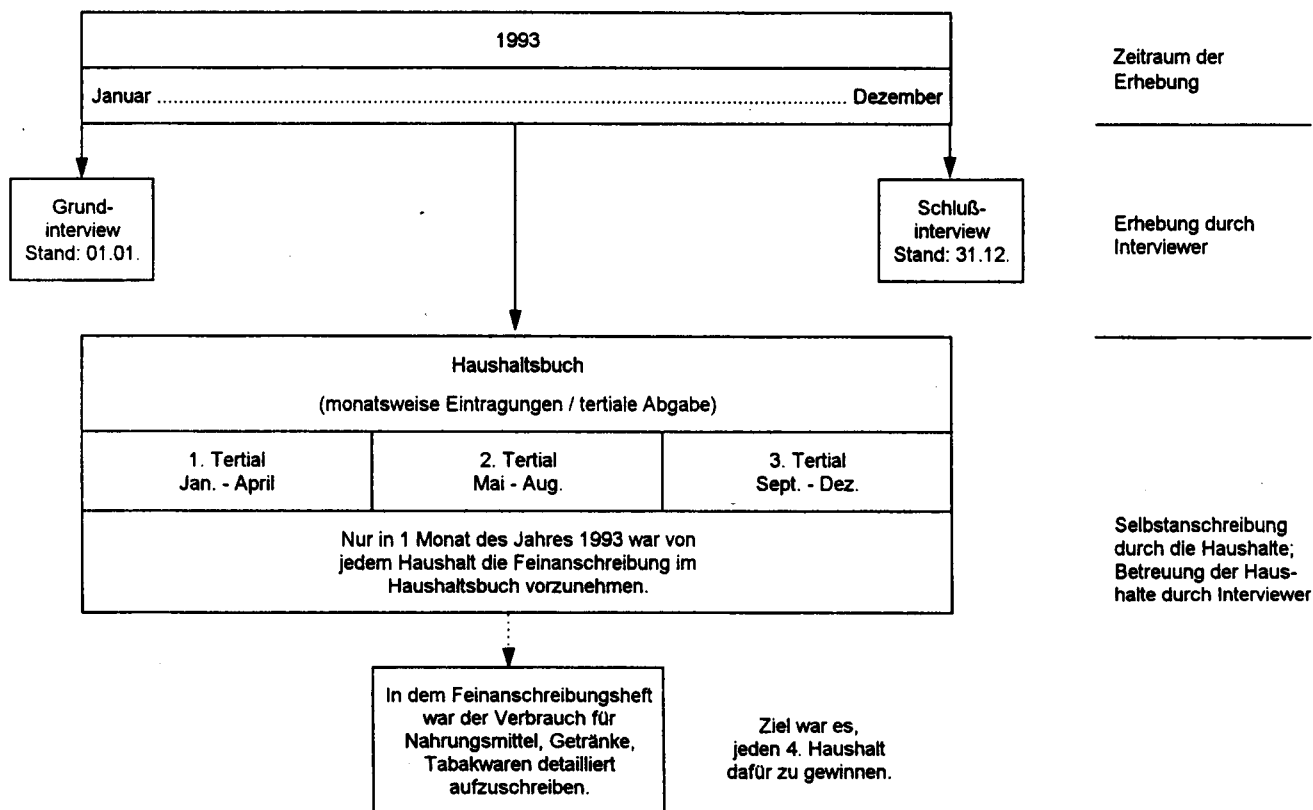 1993
Zeitraum der
Erhebung
Januar ........................................................................ Dezember
Grund-
interview
Stand: 01.01.
Schluß-
interview
Stand: 31.12.
Erhebung durch
Interviewer
Haushaltsbuch
(monatsweise Eintragungen / tertiale Abgabe)
1. Tertial
Jan. - April
2. Tertial
Mai - Aug.
3. Tertial
Sept. - Dez.
Nur in 1 Monat des Jahres 1993 war von
jedem Haushalt die Feinanschreibung im
Haushaltsbuch vorzunehmen.
Selbstanschreibung
durch die Haushalte;
Betreuung der Haus-
halte durch Interviewer
In dem Feinanschreibungsheft
war der Verbrauch für
Nahrungsmittel, Getränke,
Tabakwaren detailliert
aufzuschreiben.
Ziel war es,
jeden 4. Haushalt
dafür zu gewinnen.